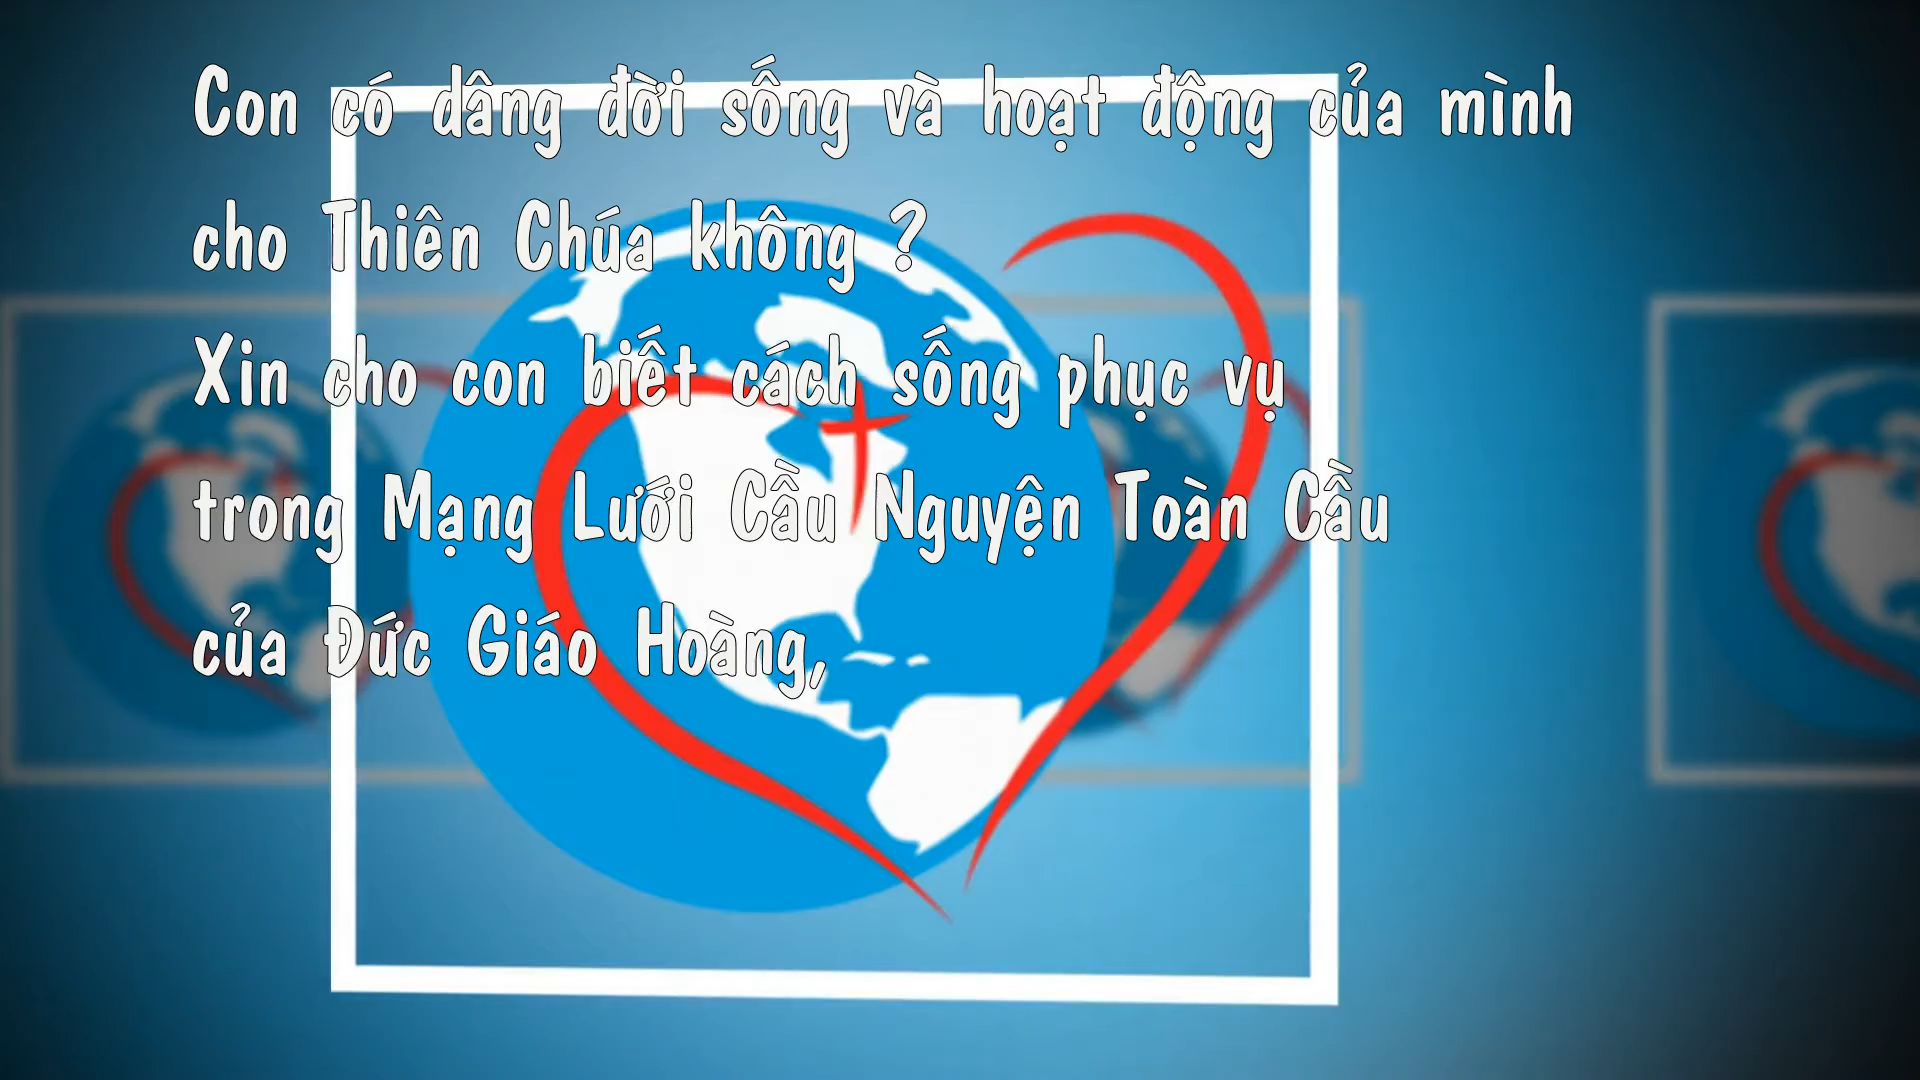 Con có dâng đời sống và hoạt động của mình
cho Thiên Chúa không ?
Xin cho con biết cách sống phục vụ
trong Mạng Lưới Cầu Nguyện Toàn Cầu
của Đức Giáo Hoàng,